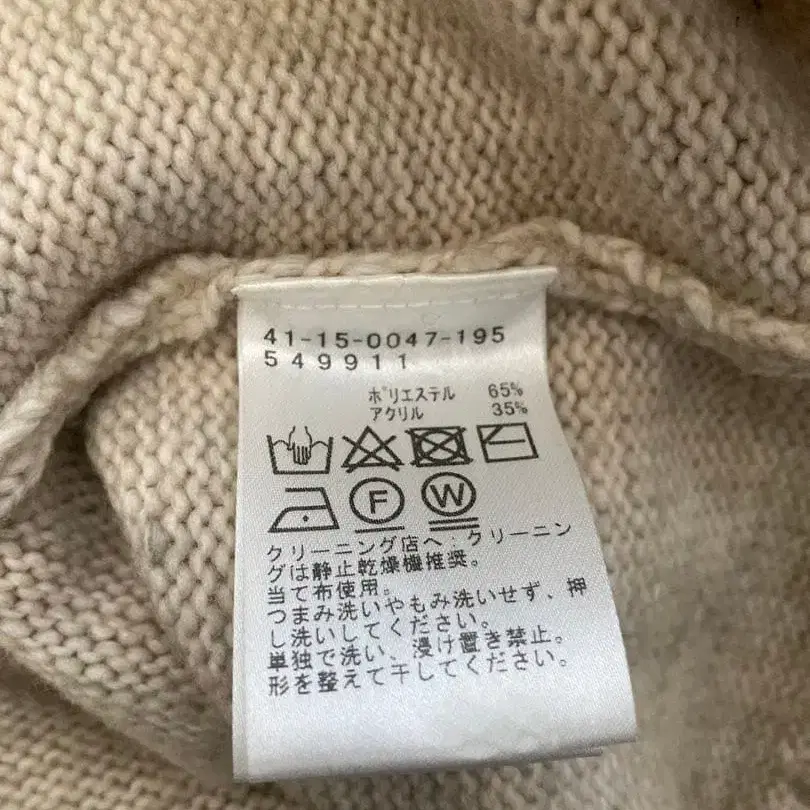 41-15-0047-195
549911
ポリエステル 65%
アクリル 35%
F W
クリーニング店へ:クリーニン
グは静止乾燥機推奨。
当て布使用。
つまみ洗いやもみ洗いせず、押
し洗いしてください。
単独で洗い、浸け置き禁止。
形を整えて干してください。